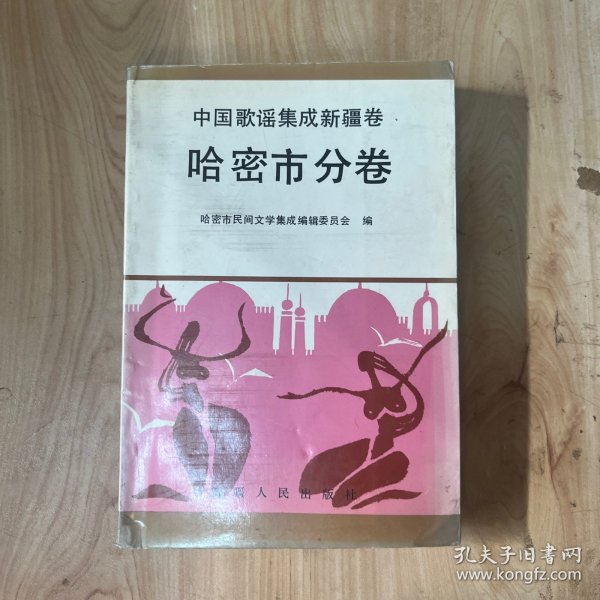 中国歌谣集成新疆卷
哈密市分卷
哈密市民间文学集成编辑委员会 编
疆人民出版社
孔夫子旧书网
www.kongfz.com